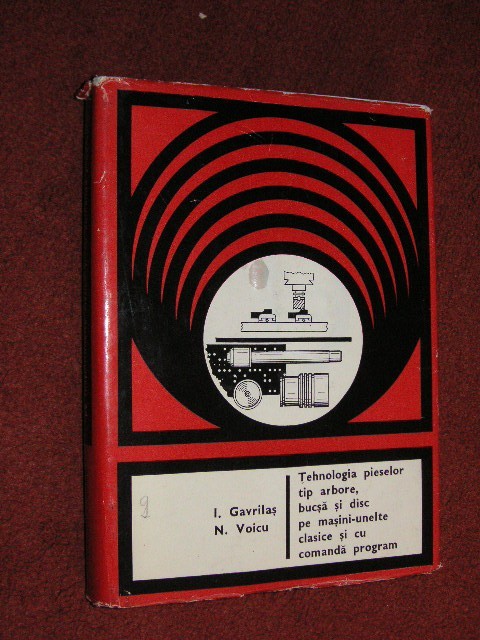 I. Gavrilaș
N. Voicu
Tehnologia pieselor
tip arbore,
bucșă și disc
pe mașini-unelte
clasice și cu
comandă program